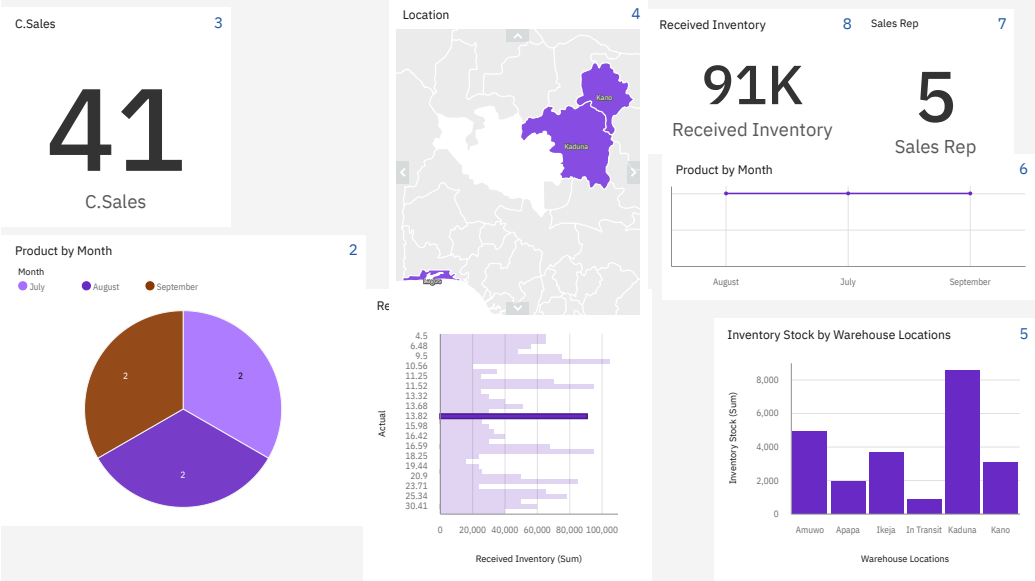 C.Sales 3
41
C.Sales
Product by Month 2
Month
July August September
2 2
2
Location 4
Kano
Kaduna
Lagos
Re
4.5
6.48
9.5
10.56
11.25
11.52
13.32
13.68
13.82
15.98
16.42
16.59
18.25
19.44
20.9
23.71
25.34
30.41
Actual
0 20,000 40,000 60,000 80,000 100,000
Received Inventory (Sum)
Received Inventory 8
91K
Received Inventory
Sales Rep 7
5
Sales Rep
Product by Month 6
August July September
Inventory Stock by Warehouse Locations 5
Inventory Stock (Sum)
8,000
6,000
4,000
2,000
0
Amuwo Apapa Ikeja In Transit Kaduna Kano
Warehouse Locations